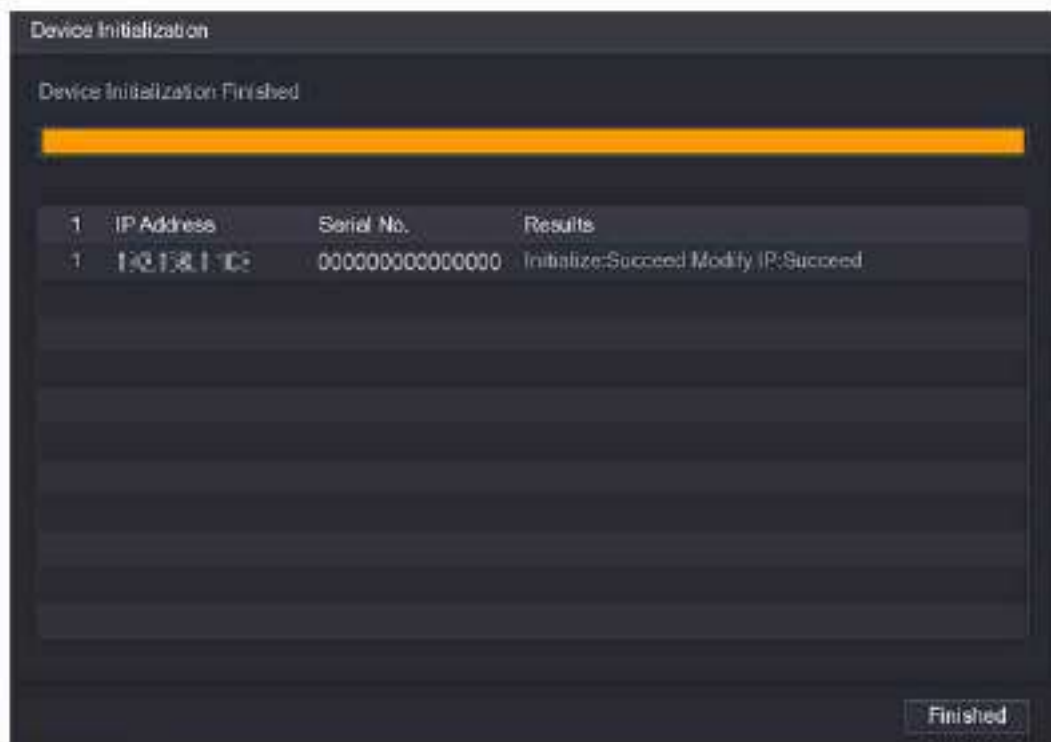 Device Initialization
Device Initialization Finished
1 IP Address Serial No. Results
1 000000000000000 Initialize:Succeed Modify IP:Succeed
Finished